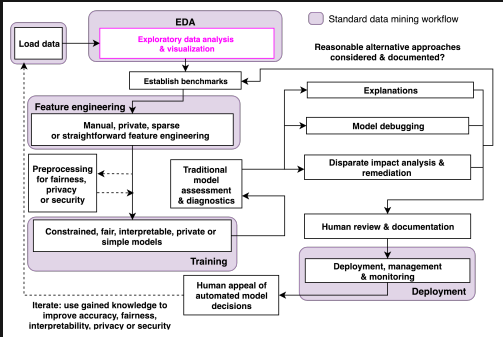 Standard data mining workflow
EDA
Load data
Exploratory data analysis
& visualization
Reasonable alternative approaches
considered & documented?
Establish benchmarks
Explanations
Feature engineering
Manual, private, sparse
or straightforward feature engineering
Model debugging
Preprocessing
for fairness,
privacy
or security
Traditional
model
assessment
& diagnostics
Disparate impact analysis &
remediation
Constrained, fair, interpretable, private or
simple models
Training
Human review & documentation
Deployment, management
& monitoring
Deployment
Human appeal of
automated model
decisions
Iterate: use gained knowledge to
improve accuracy, fairness,
interpretability, privacy or security